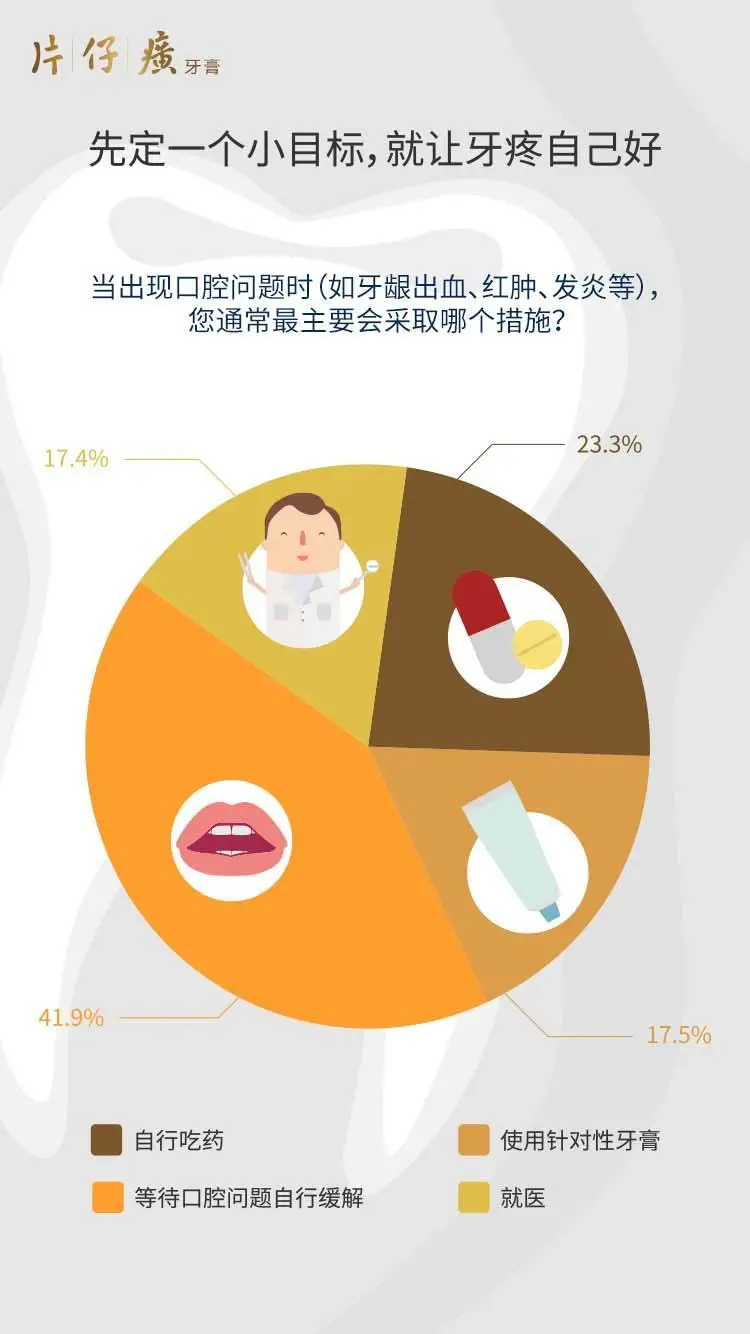 片仔癀牙膏
先定一个小目标，就让牙疼自己好
当出现口腔问题时（如牙龈出血、红肿、发炎等），
您通常最主要会采取哪个措施？
17.4%
23.3%
41.9%
17.5%
自行吃药
使用针对性牙膏
等待口腔问题自行缓解
就医